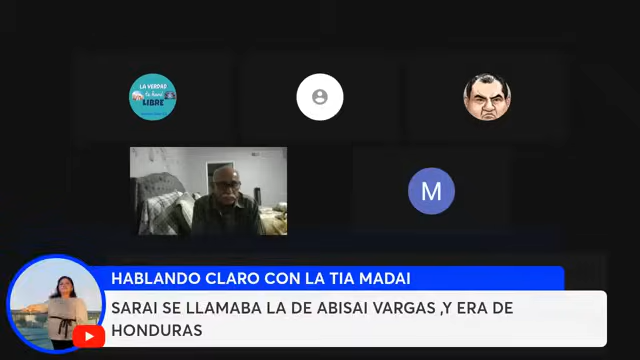 LA VERDAD
LIBRE
M
HABLANDO CLARO CON LA TIA MADAI
SARAI SE LLAMABA LA DE ABISAI VARGAS ,Y ERA DE
HONDURAS